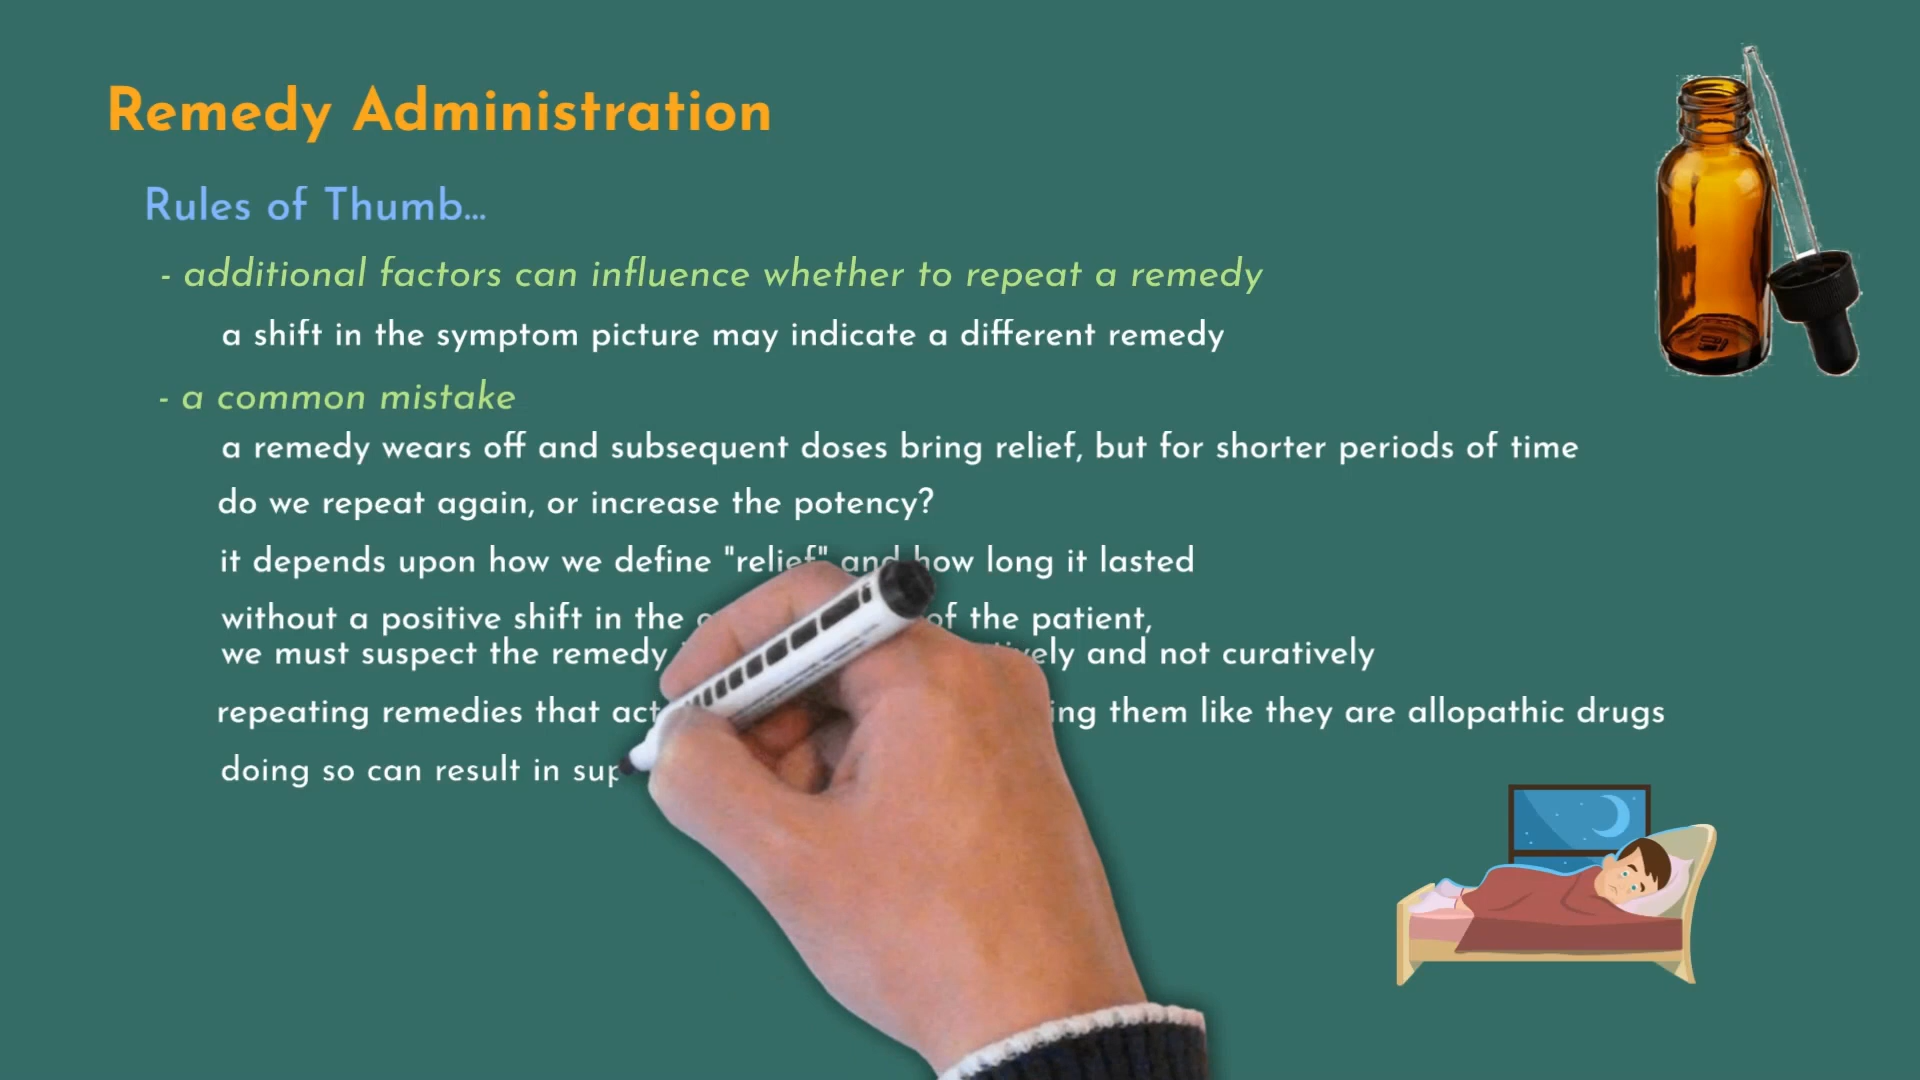 Remedy Administration
Rules of Thumb...
- additional factors can influence whether to repeat a remedy
a shift in the symptom picture may indicate a different remedy
- a common mistake
a remedy wears off and subsequent doses bring relief, but for shorter periods of time
do we repeat again, or increase the potency?
it depends upon how we define "relief" and how long it lasted
without a positive shift in the of the patient,
we must suspect the remedy and not curatively
repeating remedies that act them like they are allopathic drugs
doing so can result in